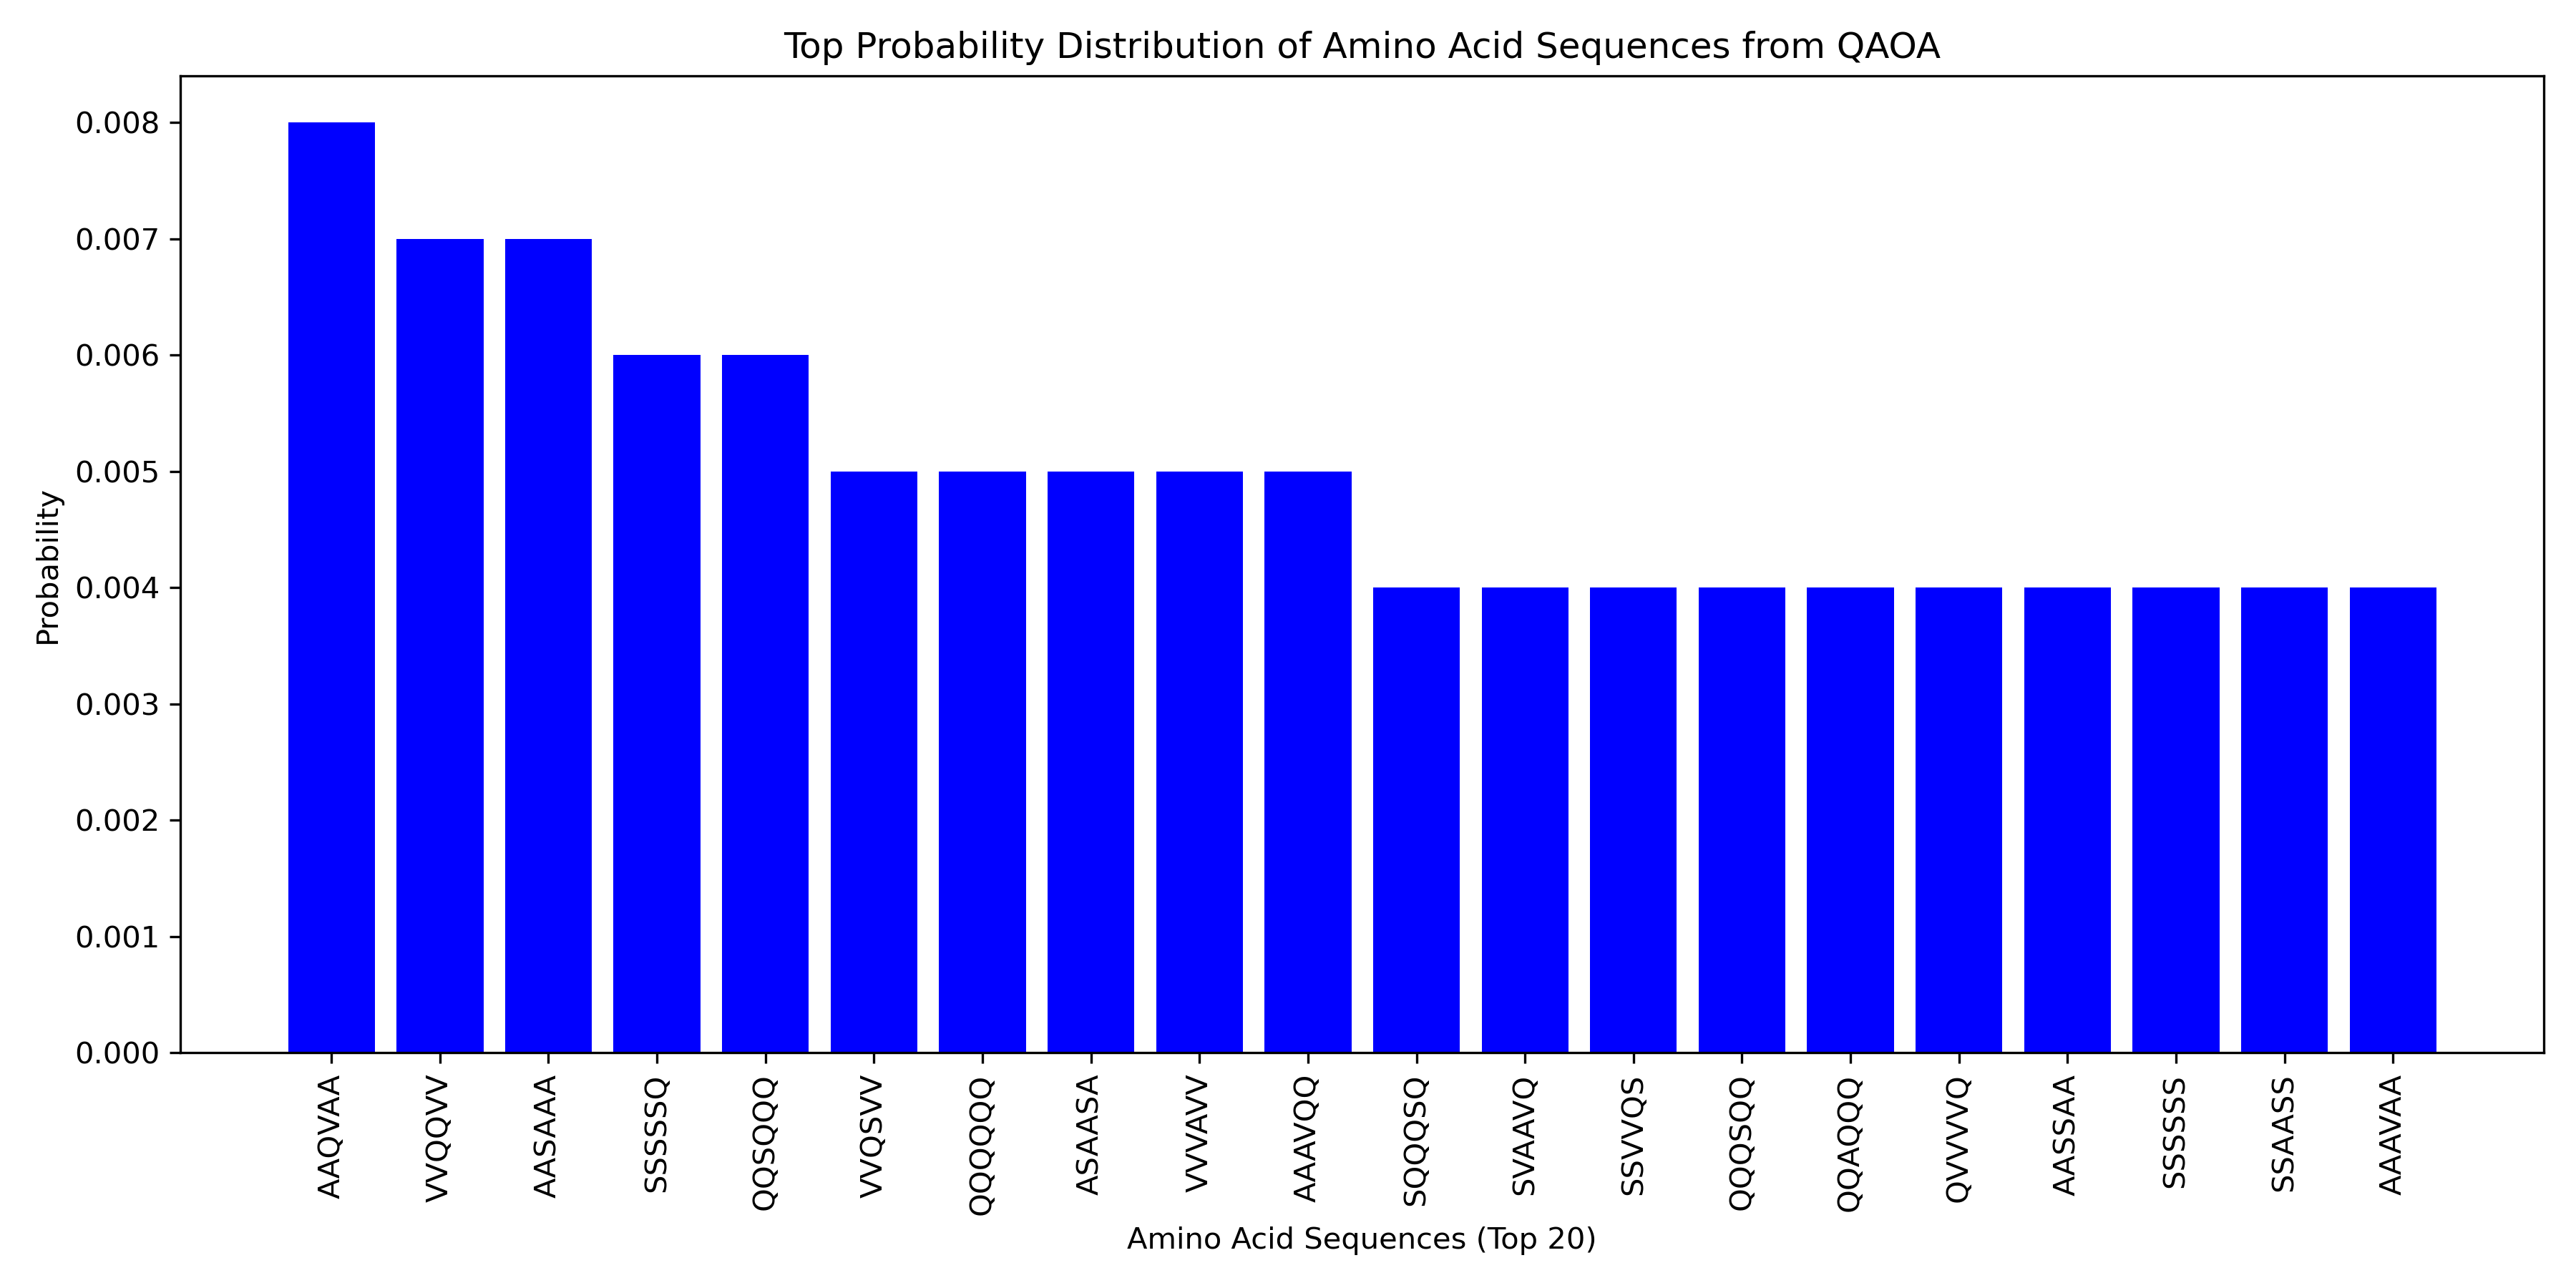 Top Probability Distribution of Amino Acid Sequences from QAOA
Probability
0.008
0.007
0.006
0.005
0.004
0.003
0.002
0.001
0.000
AAQVAA
VVQQVV
AASAAA
SSSSSQ
QQSQQQ
VVQSVV
QQQQQQ
ASAASA
VVVAVV
AAAVQQ
SQQQSQ
SVAAVQ
SSVVQS
QQQSQQ
QQAQQQ
QVVVVQ
AASSAA
SSSSSS
SSAASS
AAAVAA
Amino Acid Sequences (Top 20)